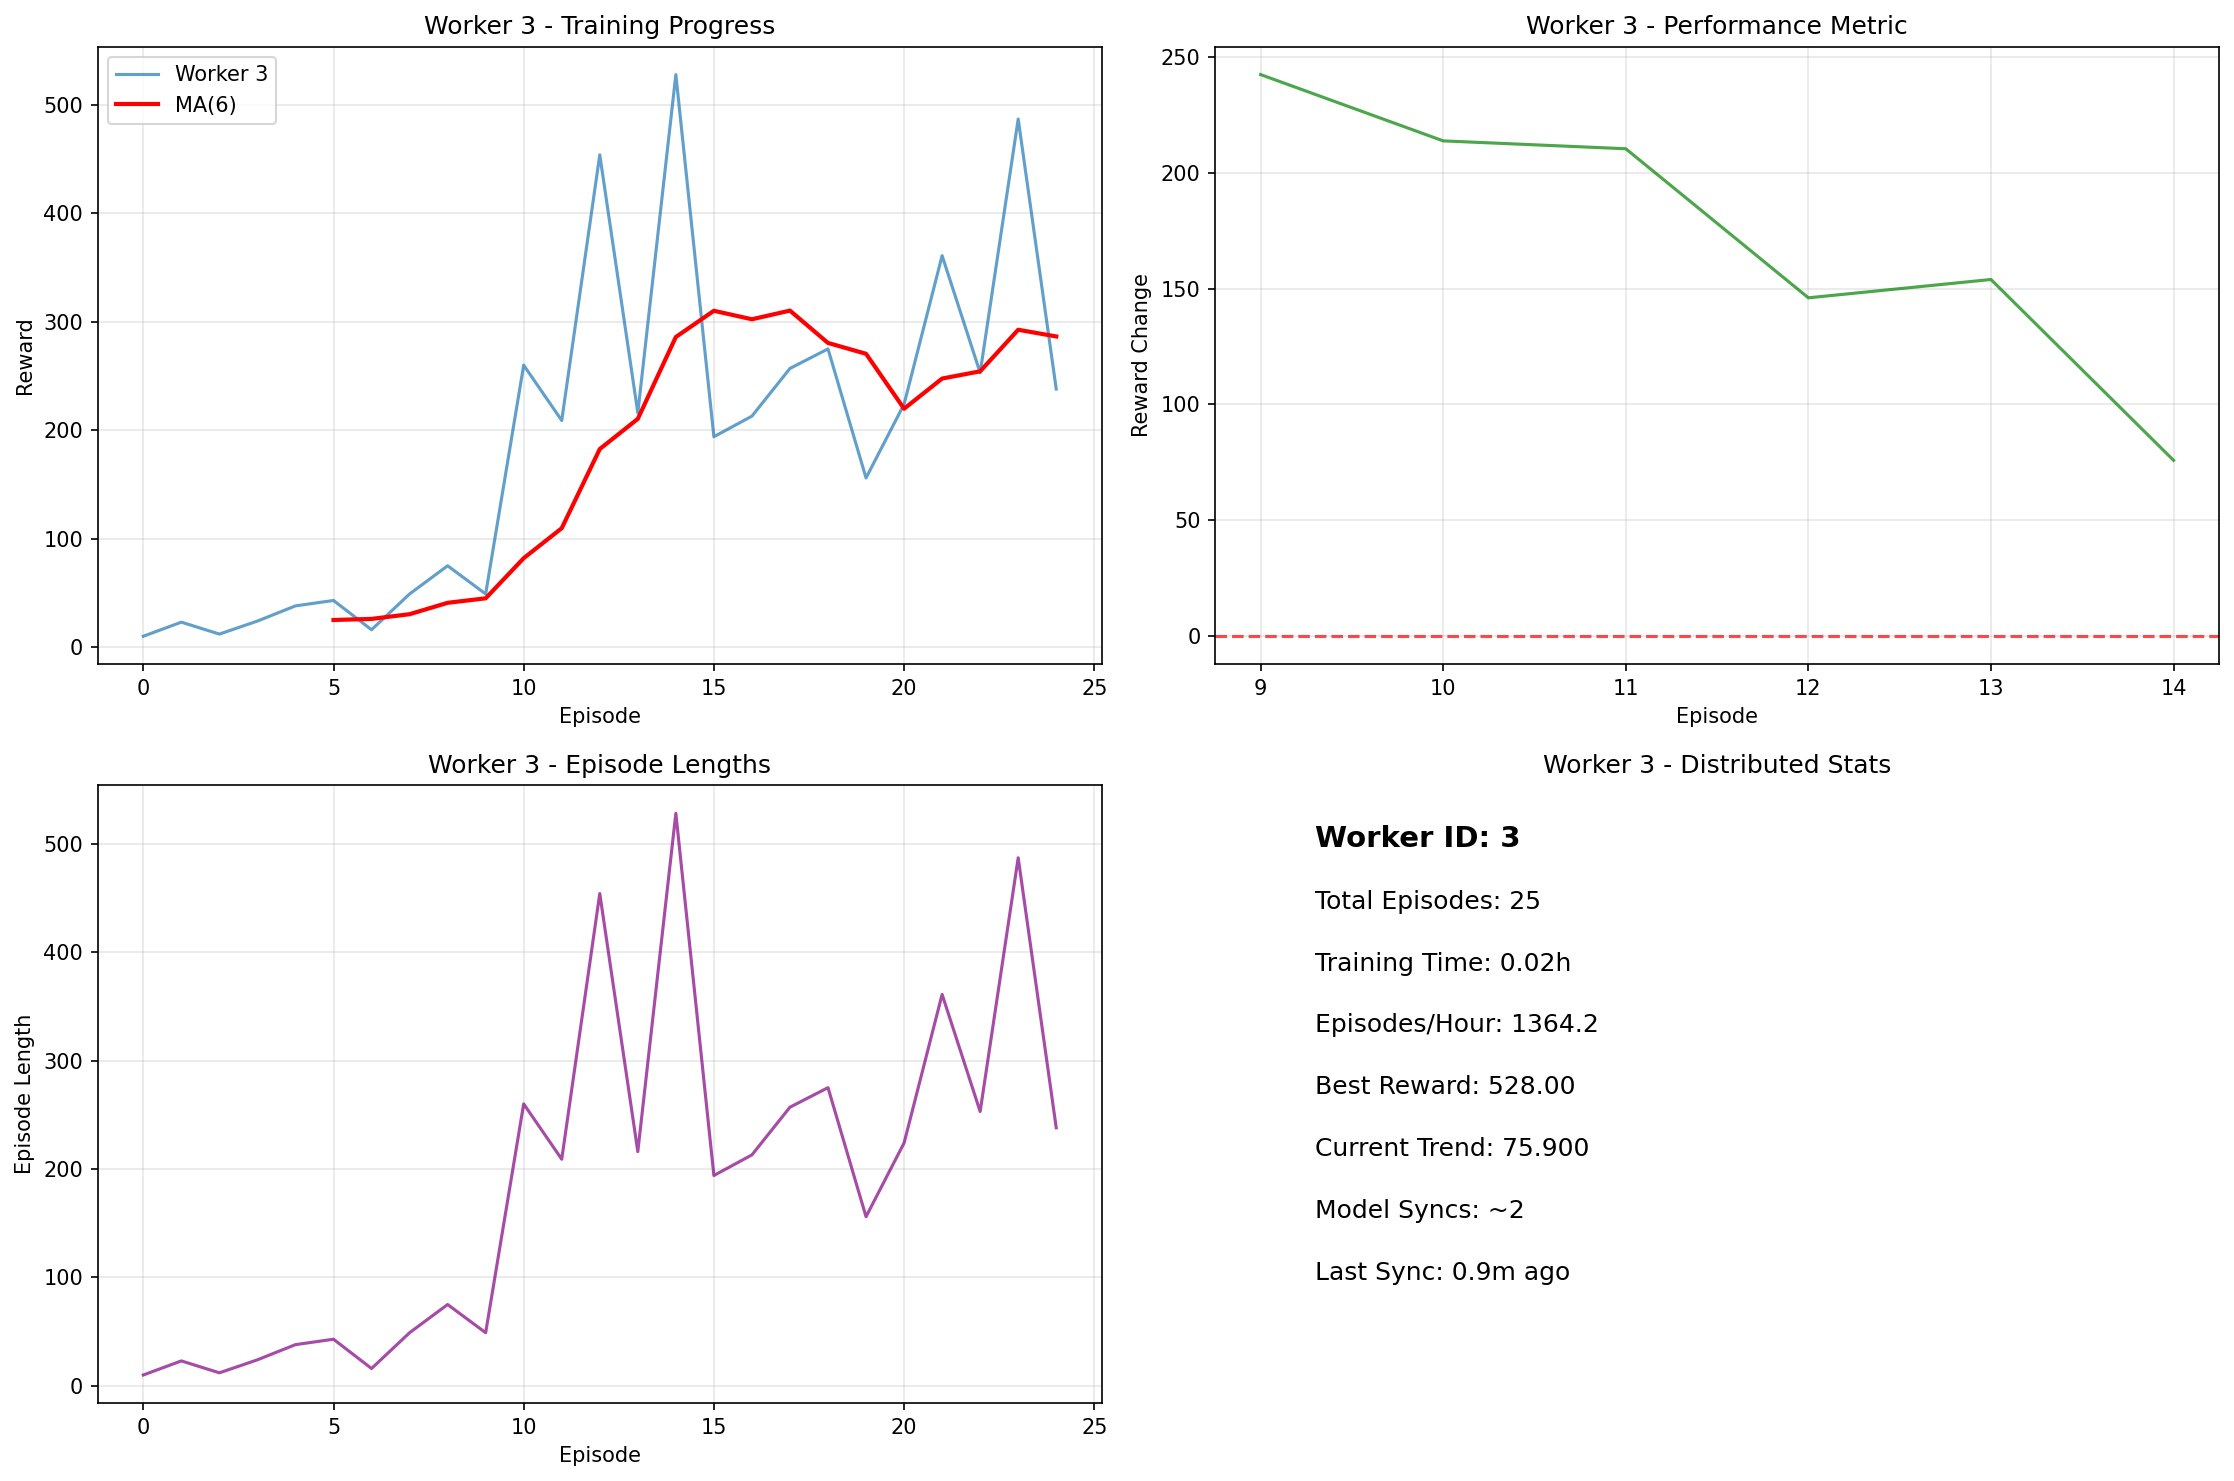 Worker 3 - Training Progress
Worker 3
MA(6)
Reward
500
400
300
200
100
0
0 5 10 15 20 25
Episode
Worker 3 - Performance Metric
Reward Change
250
200
150
100
50
0
9 10 11 12 13 14
Episode
Worker 3 - Episode Lengths
Episode Length
500
400
300
200
100
0
0 5 10 15 20 25
Episode
Worker 3 - Distributed Stats
Worker ID: 3
Total Episodes: 25
Training Time: 0.02h
Episodes/Hour: 1364.2
Best Reward: 528.00
Current Trend: 75.900
Model Syncs: ~2
Last Sync: 0.9m ago